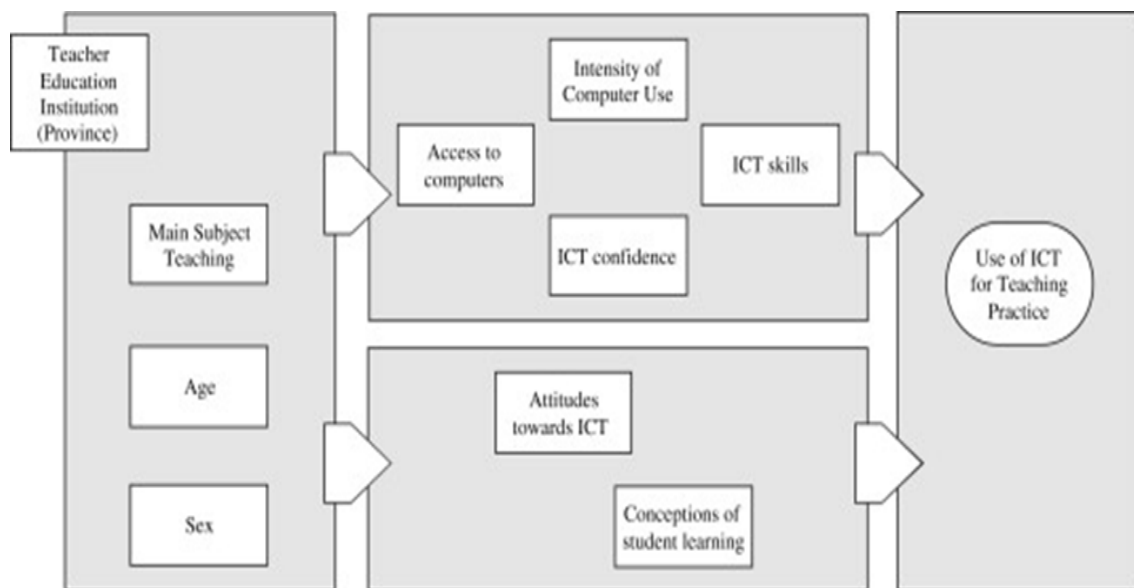 Teacher
Education
Institution
(Province)
Main Subject
Teaching
Age
Sex
Intensity of
Computer Use
Access to
computers
ICT skills
ICT confidence
Attitudes
towards ICT
Conceptions of
student learning
Use of ICT
for Teaching
Practice